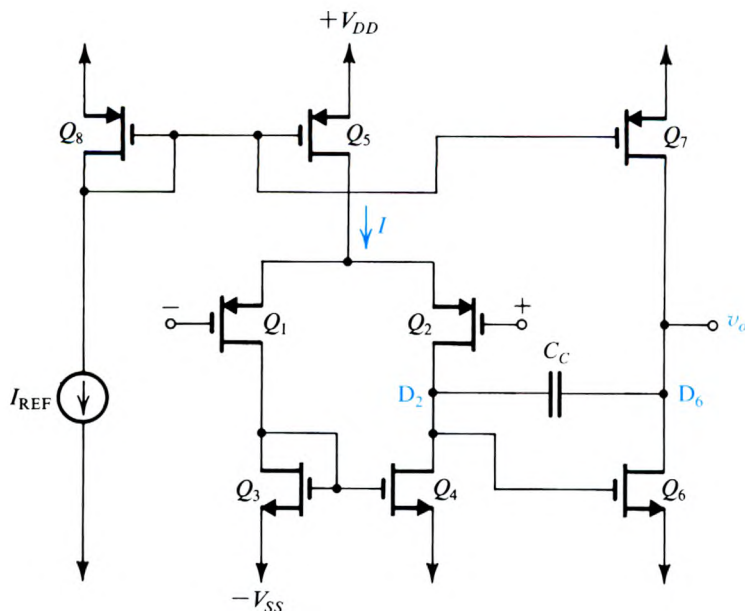 +V_DD
Q_8
Q_5
Q_7
I
−
Q_1
Q_2
+
v_o
C_C
I_REF
D_2
D_6
Q_3
Q_4
Q_6
−V_SS